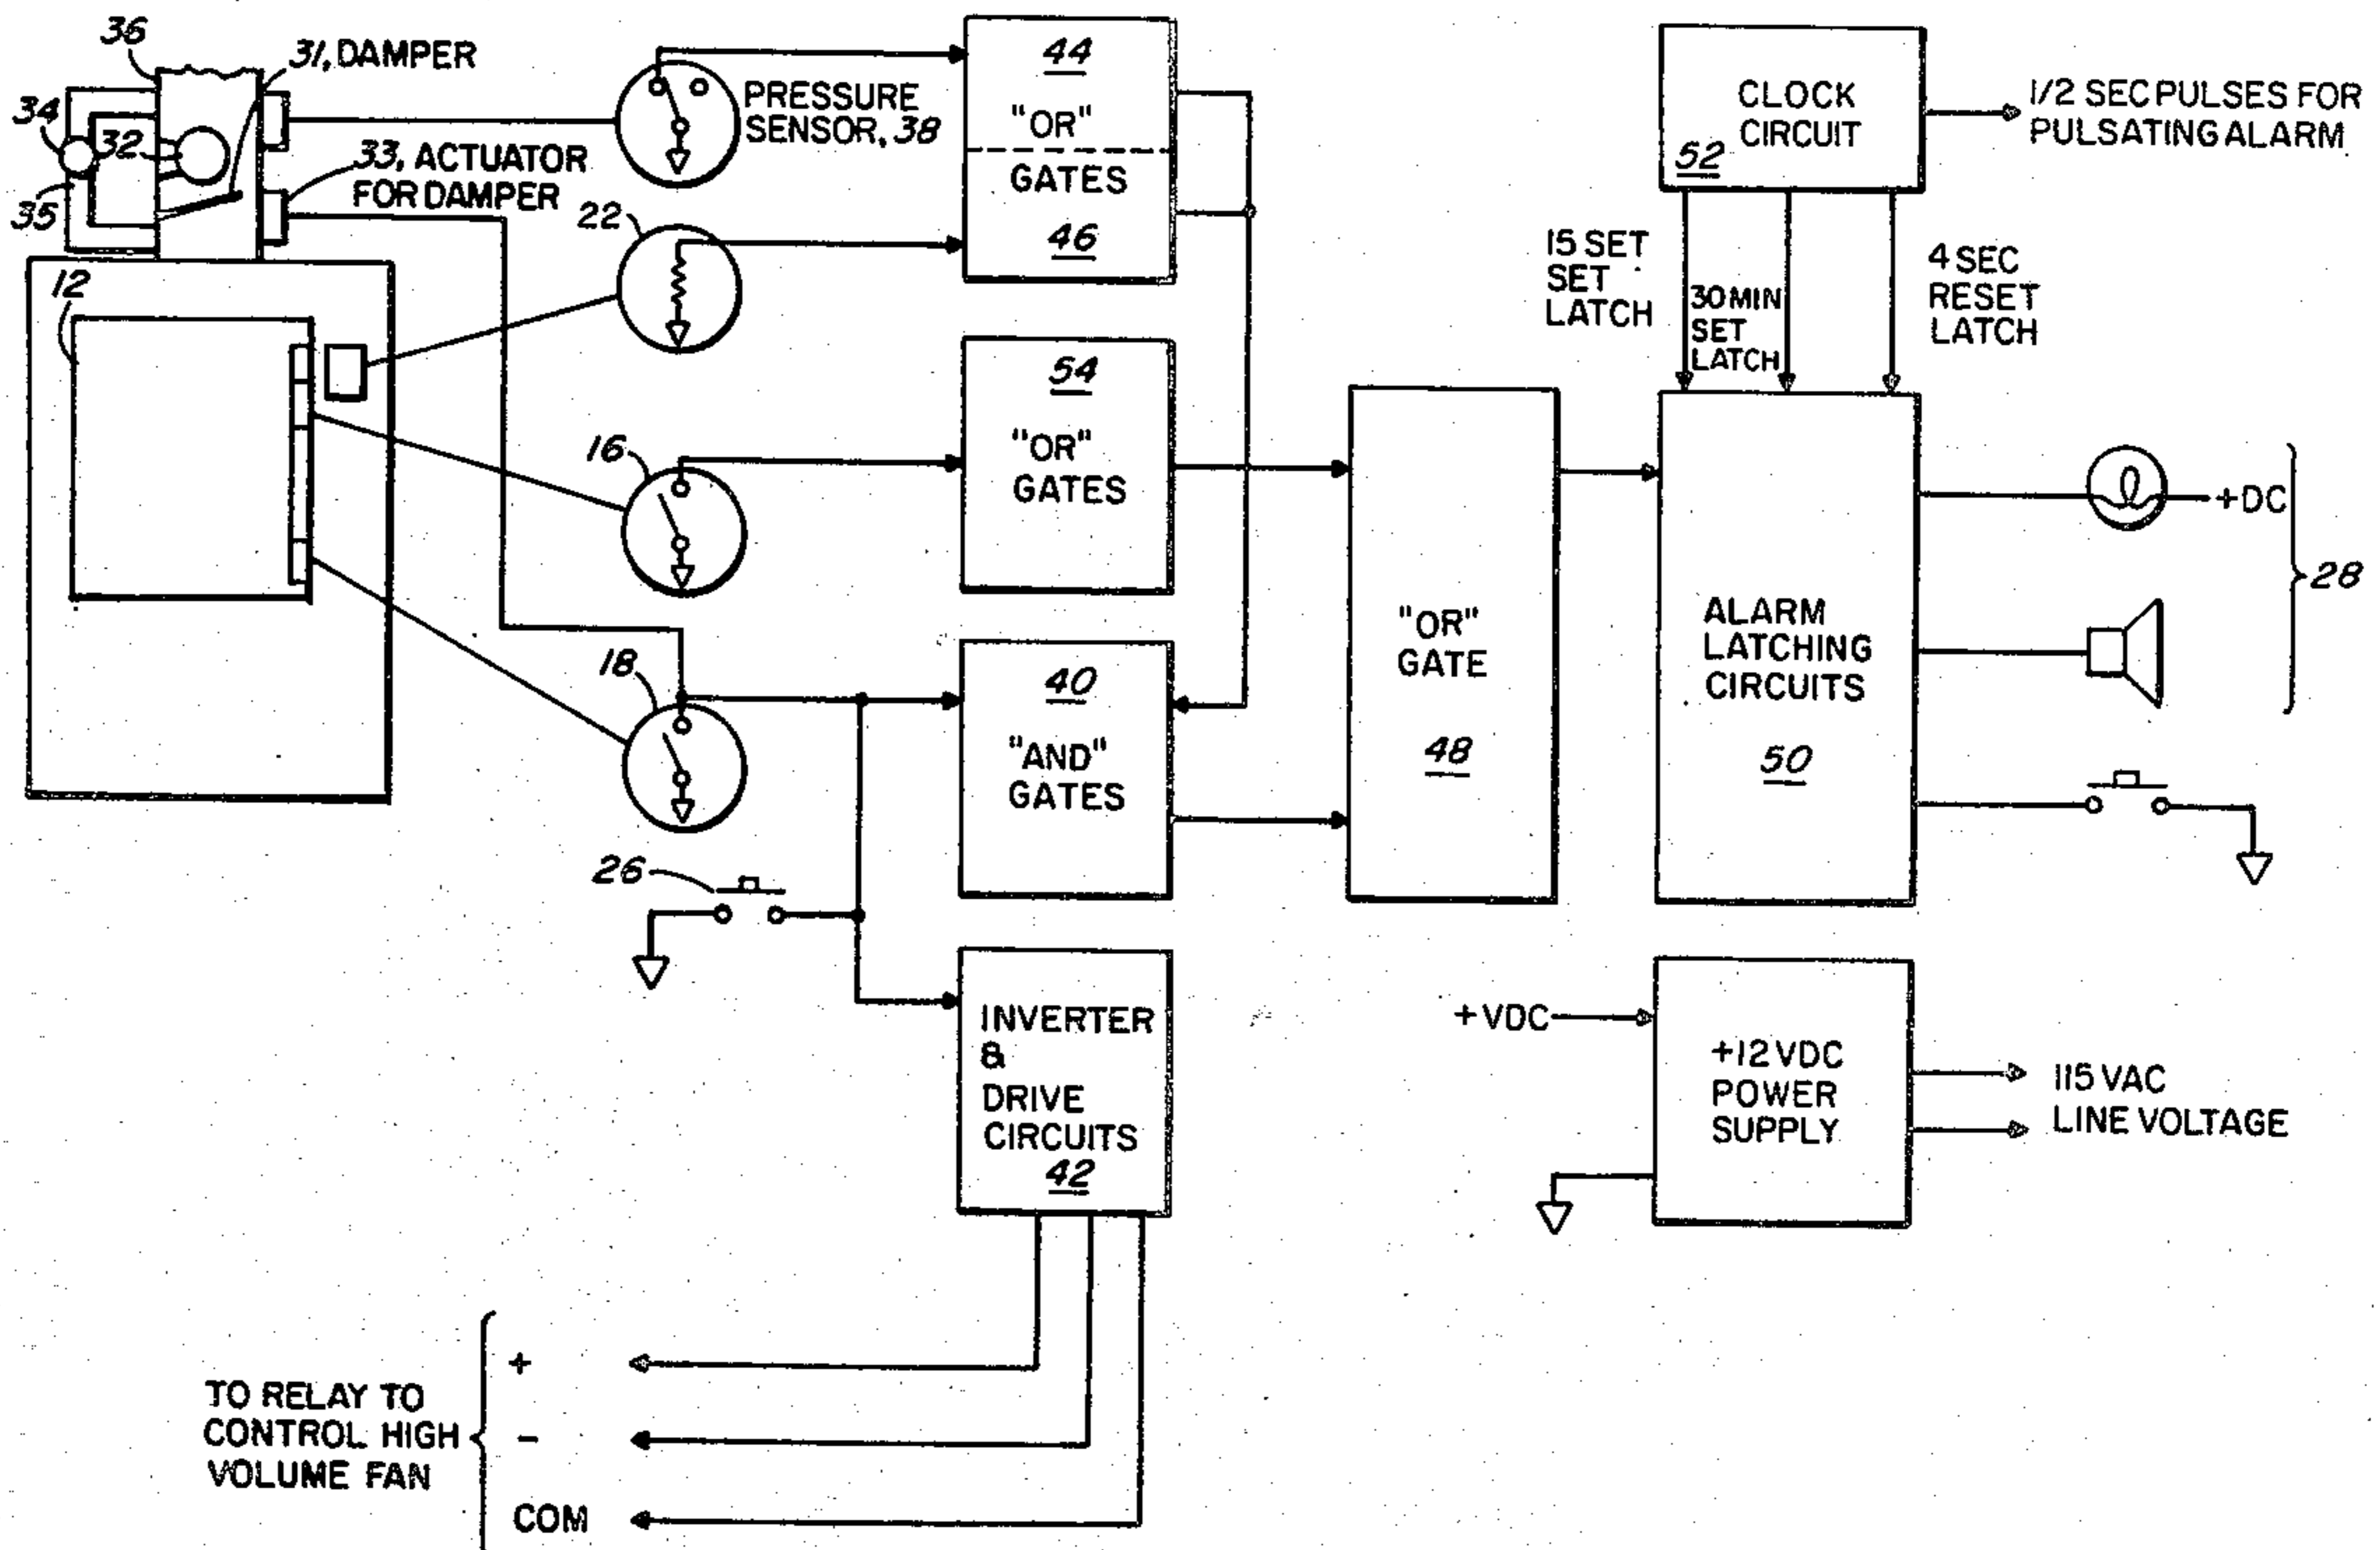 36
31, DAMPER
34
32
33, ACTUATOR
FOR DAMPER
35
12
PRESSURE
SENSOR, 38
22
16
18
26
44
"OR"
GATES
46
54
"OR"
GATES
40
"AND"
GATES
INVERTER
&
DRIVE
CIRCUITS
42
"OR"
GATE
48
CLOCK
CIRCUIT
52
1/2 SEC PULSES FOR
PULSATING ALARM
15 SET
SET
LATCH
30 MIN
SET
LATCH
4 SEC
RESET
LATCH
ALARM
LATCHING
CIRCUITS
50
+DC
28
+VDC
+12 VDC
POWER
SUPPLY
115 VAC
LINE VOLTAGE
TO RELAY TO
CONTROL HIGH
VOLUME FAN
+
-
COM